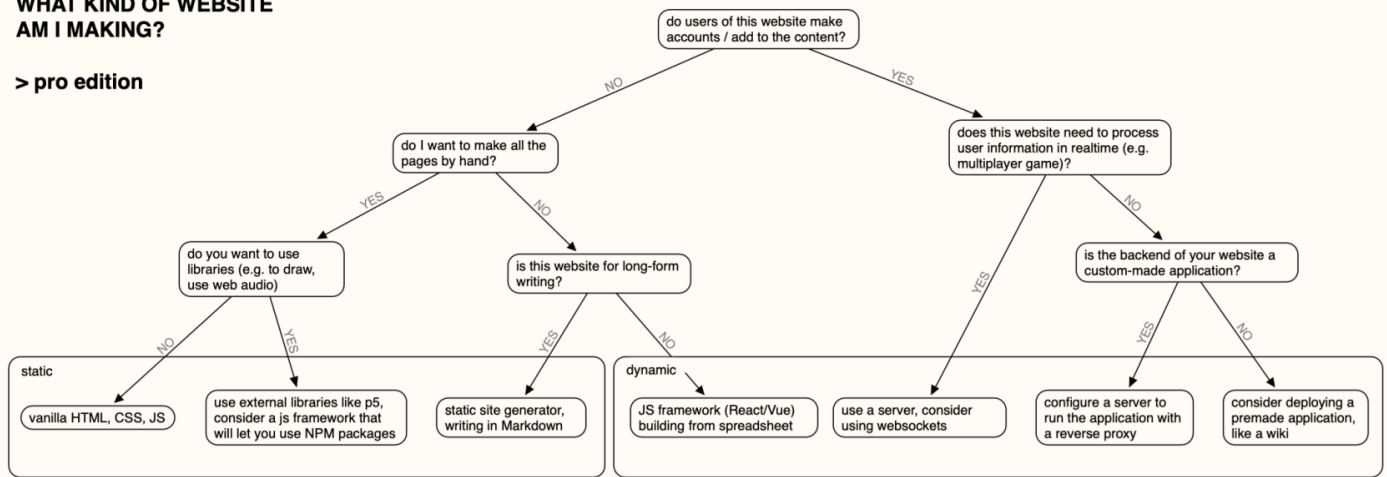 WHAT KIND OF WEBSITE
AM I MAKING?
> pro edition
do users of this website make
accounts / add to the content?
NO
YES
do I want to make all the
pages by hand?
does this website need to process
user information in realtime (e.g.
multiplayer game)?
YES
NO
NO
do you want to use
libraries (e.g. to draw,
use web audio)
is this website for long-form
writing?
YES
is the backend of your website a
custom-made application?
NO
YES
YES
NO
YES
NO
static
dynamic
vanilla HTML, CSS, JS
use external libraries like p5,
consider a js framework that
will let you use NPM packages
static site generator,
writing in Markdown
JS framework (React/Vue)
building from spreadsheet
use a server, consider
using websockets
configure a server to
run the application with
a reverse proxy
consider deploying a
premade application,
like a wiki